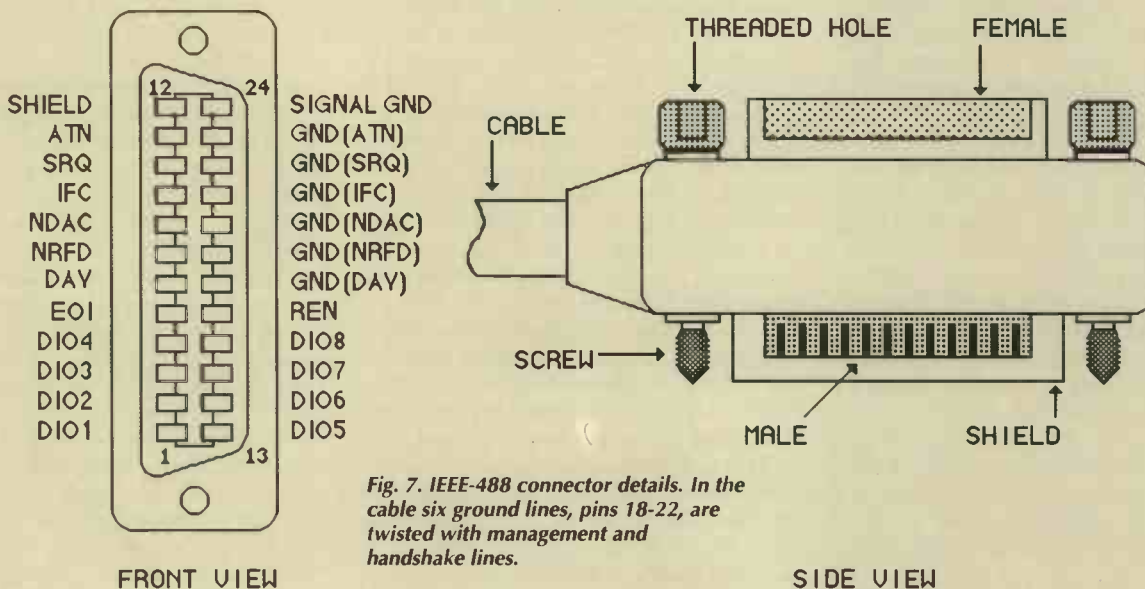 12 24
SHIELD SIGNAL GND
ATN GND(ATN)
SRQ GND(SRQ)
IFC GND(IFC)
NDAC GND(NDAC)
NRFD GND(NRFD)
DAY GND(DAY)
EOI REN
DIO4 DIO8
DIO3 DIO7
DIO2 DIO6
DIO1 DIO5
1 13
FRONT VIEW
THREADED HOLE FEMALE
CABLE
SCREW
MALE SHIELD
SIDE VIEW
Fig. 7. IEEE-488 connector details. In the
cable six ground lines, pins 18-22, are
twisted with management and
handshake lines.